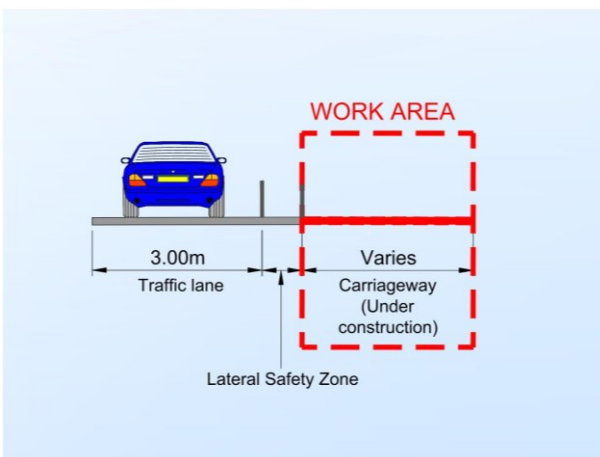 WORK AREA
3.00m
Varies
Traffic lane
Carriageway
(Under
construction)
Lateral Safety Zone